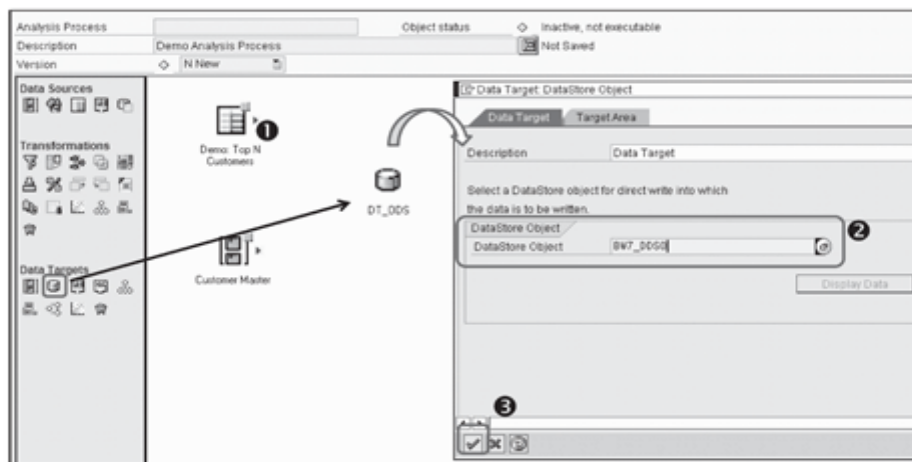 Analysis Process
Object status
Inactive, not executable
Description
Demo Analysis Process
Not Saved
Version
N New
Data Sources
Transformations
Data Targets
Demo: Top N
Customers
1
DT_ODS
Customer Master
Data Target: DataStore Object
Data Target
Target Area
Description
Data Target
Select a DataStore object for direct write into which
the data is to be written.
DataStore Object
DataStore Object
BW7_DDSO
2
Display Data
3